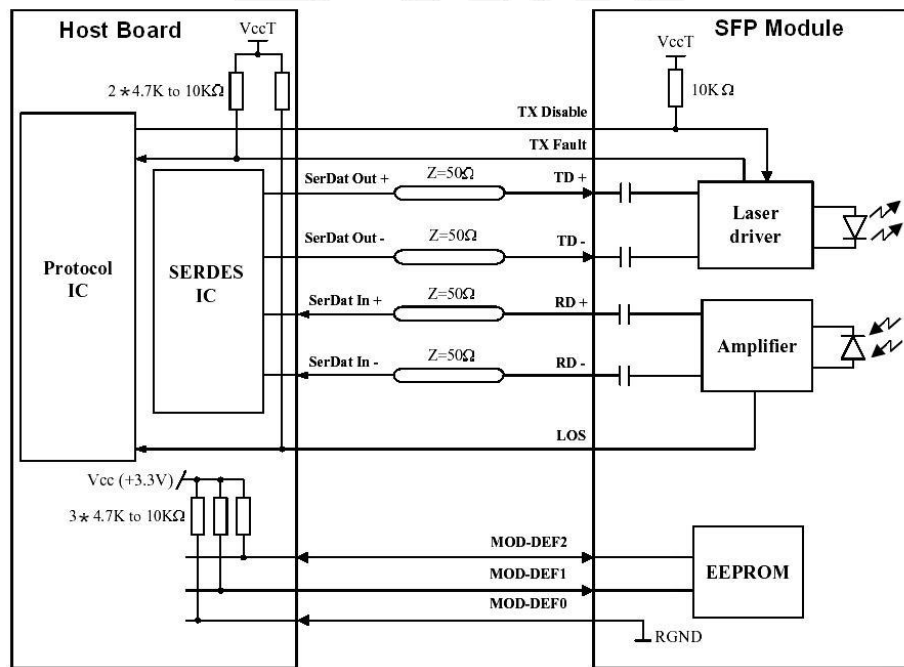 Host Board
SFP Module
VccT
VccT
2*4.7K to 10KΩ
10K Ω
TX Disable
TX Fault
SerDat Out +
Z=50Ω
TD +
SerDat Out -
Z=50Ω
TD -
Laser
driver
Protocol
IC
SERDES
IC
SerDat In +
Z=50Ω
RD +
SerDat In -
Z=50Ω
RD -
Amplifier
LOS
Vcc (+3.3V)
3*4.7K to 10KΩ
MOD-DEF2
MOD-DEF1
MOD-DEF0
EEPROM
RGND